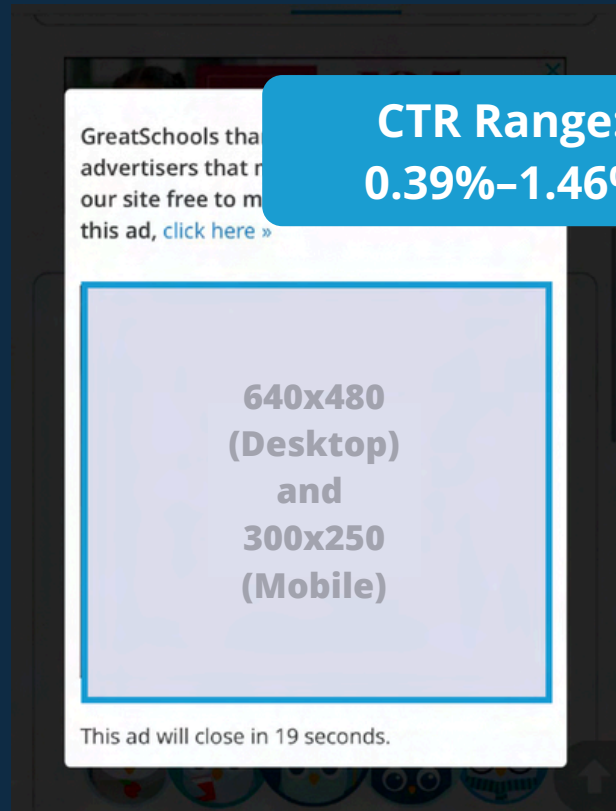 CTR Range:
0.39%–1.46%
GreatSchools
advertisers that
our site free to
this ad, click here »
640x480
(Desktop)
and
300x250
(Mobile)
This ad will close in 19 seconds.